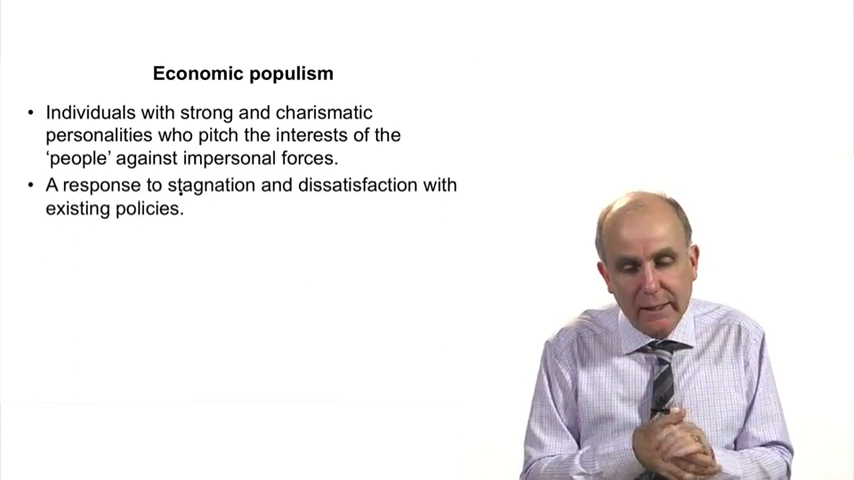 Economic populism
• Individuals with strong and charismatic
personalities who pitch the interests of the
‘people’ against impersonal forces.
• A response to stagnation and dissatisfaction with
existing policies.